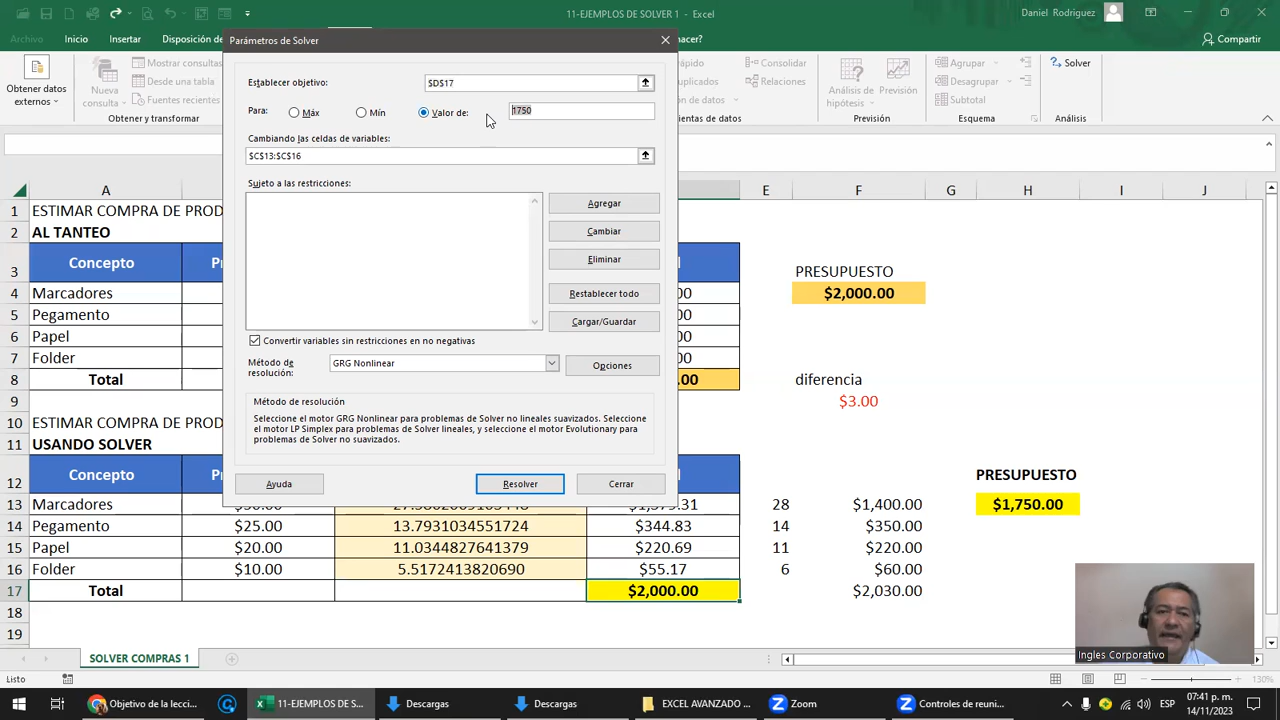 11-EJEMPLOS DE SOLVER 1 - Excel
Daniel Rodriguez
Archivo
Inicio
Insertar
Disposición de
hacer?
Compartir
Obtener datos
externos
Nueva
consulta
Mostrar consultas
Desde una tabla
Fuentes recientes
Obtener y transformar
Consolidar
Relaciones
Análisis de
hipótesis
Previsión
Previsión
Agrupar
Desagrupar
Subtotal
Esquema
Solver
Análisis
Parámetros de Solver
Establecer objetivo:
$D$17
Para:
Máx
Mín
Valor de:
1750
Cambiando las celdas de variables:
$C$13:$C$16
Sujeto a las restricciones:
Agregar
Cambiar
Eliminar
Restablecer todo
Cargar/Guardar
Convertir variables sin restricciones en no negativas
Método de
resolución:
GRG Nonlinear
Opciones
Método de resolución
Seleccione el motor GRG Nonlinear para problemas de Solver no lineales suavizados. Seleccione
el motor LP Simplex para problemas de Solver lineales, y seleccione el motor Evolutionary para
problemas de Solver no suavizados.
Ayuda
Resolver
Cerrar
A E F G H I J
1 ESTIMAR COMPRA DE PROD
2 AL TANTEO
3 Concepto PRESUPUESTO
4 Marcadores 00 $2,000.00
5 Pegamento 00
6 Papel 00
7 Folder 00
8 Total .00 diferencia
9 $3.00
10 ESTIMAR COMPRA DE PROD
11 USANDO SOLVER
12 Concepto PRESUPUESTO
13 Marcadores 28 $1,400.00 $1,750.00
14 Pegamento $25.00 13.7931034551724 $344.83 14 $350.00
15 Papel $20.00 11.0344827641379 $220.69 11 $220.00
16 Folder $10.00 5.5172413820690 $55.17 6 $60.00
17 Total $2,000.00 $2,030.00
18
19
Ingles Corporativo
SOLVER COMPRAS 1
Listo
130%
Objetivo de la lecci...
11-EJEMPLOS DE S...
Descargas
Descargas
EXCEL AVANZADO ...
Zoom
Controles de reuni...
ESP
07:41 p. m.
14/11/2023